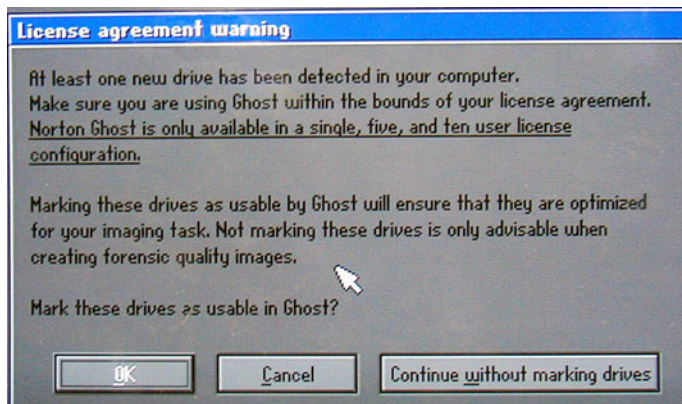 License agreement warning
At least one new drive has been detected in your computer.
Make sure you are using Ghost within the bounds of your license agreement.
Norton Ghost is only available in a single, five, and ten user license
configuration.
Marking these drives as usable by Ghost will ensure that they are optimized
for your imaging task. Not marking these drives is only advisable when
creating forensic quality images.
Mark these drives as usable in Ghost?
OK
Cancel
Continue without marking drives